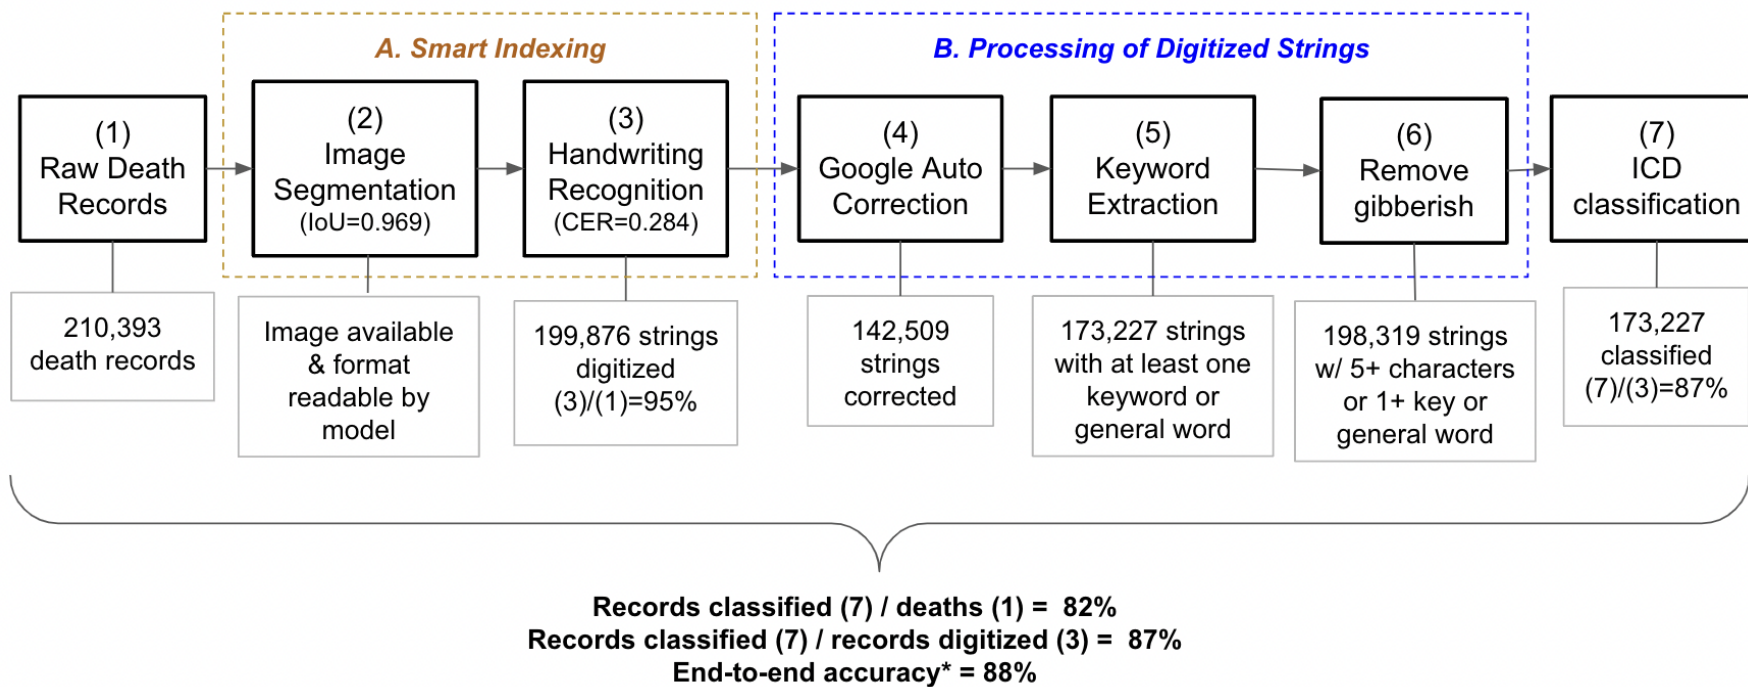 A. Smart Indexing
B. Processing of Digitized Strings
(1)
Raw Death
Records
(2)
Image
Segmentation
(IoU=0.969)
(3)
Handwriting
Recognition
(CER=0.284)
(4)
Google Auto
Correction
(5)
Keyword
Extraction
(6)
Remove
gibberish
(7)
ICD
classification
210,393
death records
Image available
& format
readable by
model
199,876 strings
digitized
(3)/(1)=95%
142,509
strings
corrected
173,227 strings
with at least one
keyword or
general word
198,319 strings
w/ 5+ characters
or 1+ key or
general word
173,227
classified
(7)/(3)=87%
Records classified (7) / deaths (1) = 82%
Records classified (7) / records digitized (3) = 87%
End-to-end accuracy* = 88%